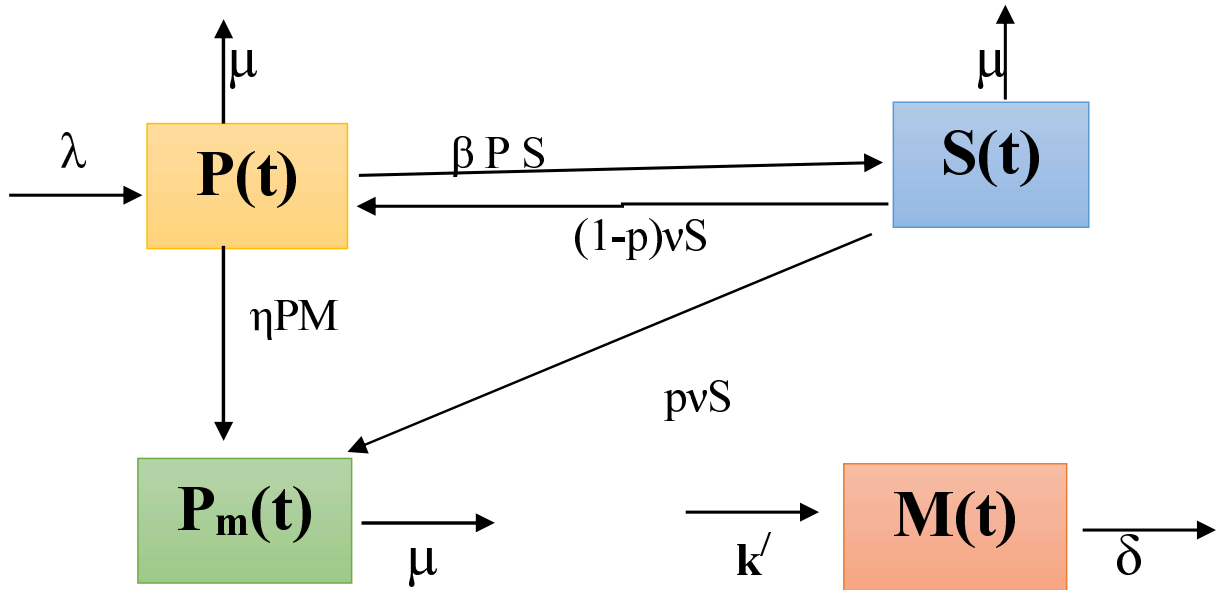 μ
μ
λ
P(t)
β P S
S(t)
(1-p)νS
ηPM
pνS
Pm(t)
μ
k/
M(t)
δ